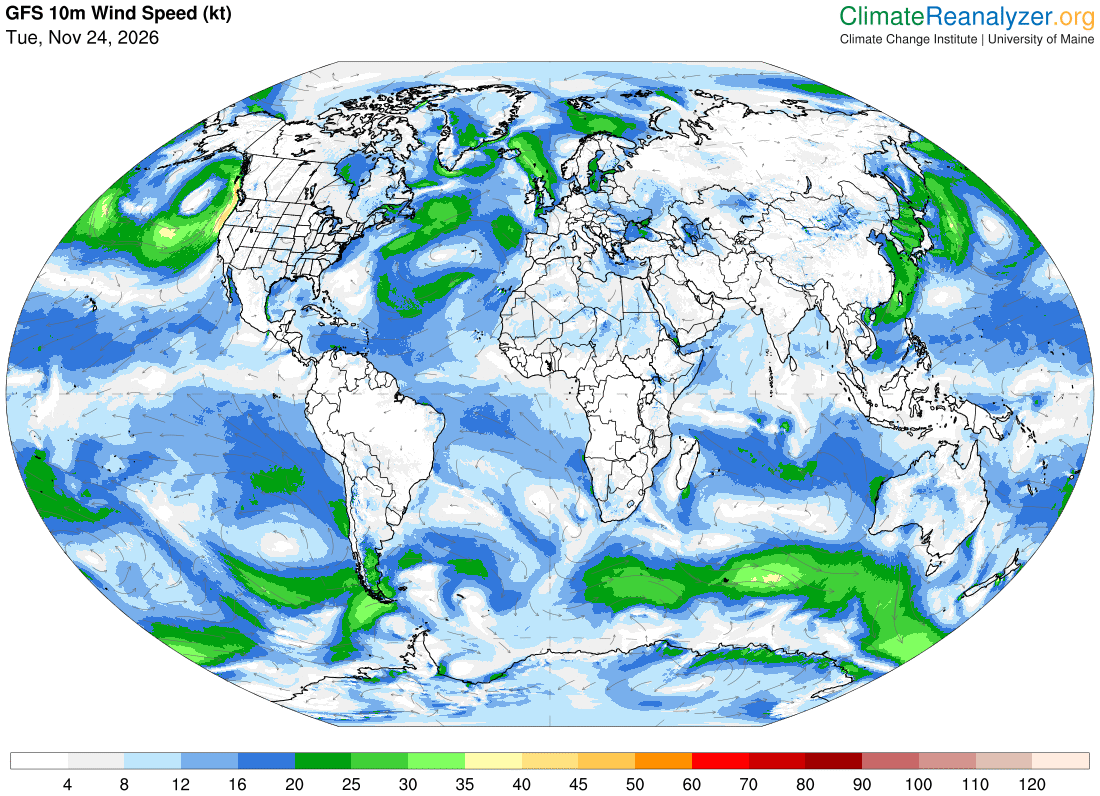 GFS 10m Wind Speed (kt)
Tue, Nov 24, 2026
ClimateReanalyzer.org
Climate Change Institute | University of Maine
4 8 12 16 20 25 30 35 40 45 50 60 70 80 90 100 110 120